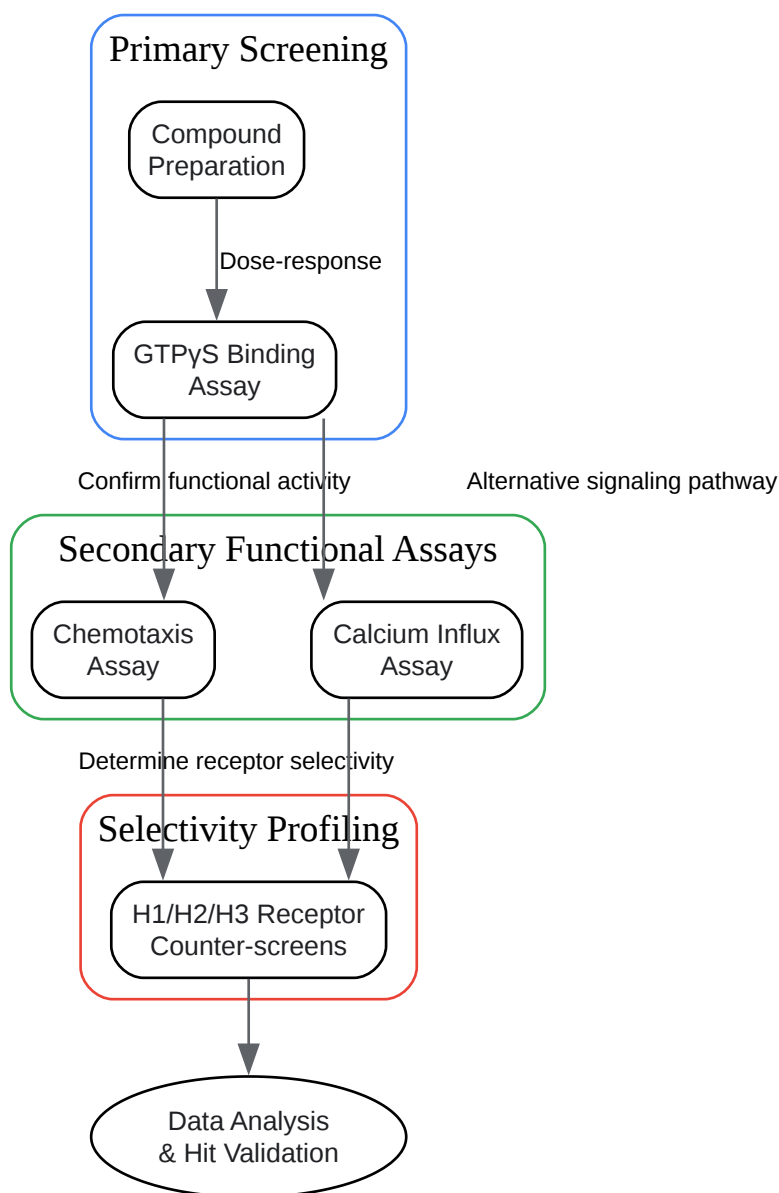 Primary Screening
Compound
Preparation
Dose-response
GTPγS Binding
Assay
Confirm functional activity
Alternative signaling pathway
Secondary Functional Assays
Chemotaxis
Assay
Calcium Influx
Assay
Determine receptor selectivity
Selectivity Profiling
H1/H2/H3 Receptor
Counter-screens
Data Analysis
& Hit Validation